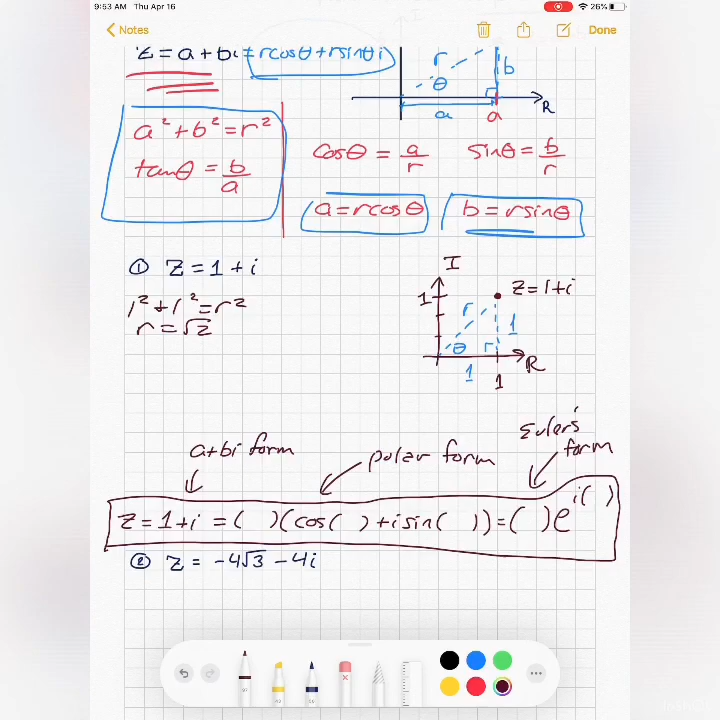 9:53 AM Thu Apr 16
26%
Notes
Done
Z = a + bi = rcosθ + rsinθi
r
b
θ
a
a
R
a² + b² = r²
tanθ = b/a
cosθ = a/r
sinθ = b/r
a = rcosθ
b = rsinθ
① Z = 1 + i
1² + 1² = r²
r = √2
I
1
z = 1 + i
r
1
θ
R
1
1
a+bi form
polar form
Euler's form
z = 1+i = ( )(cos( ) + i sin( )) = ( )e^{i( )}
② Z = -4√3 - 4i